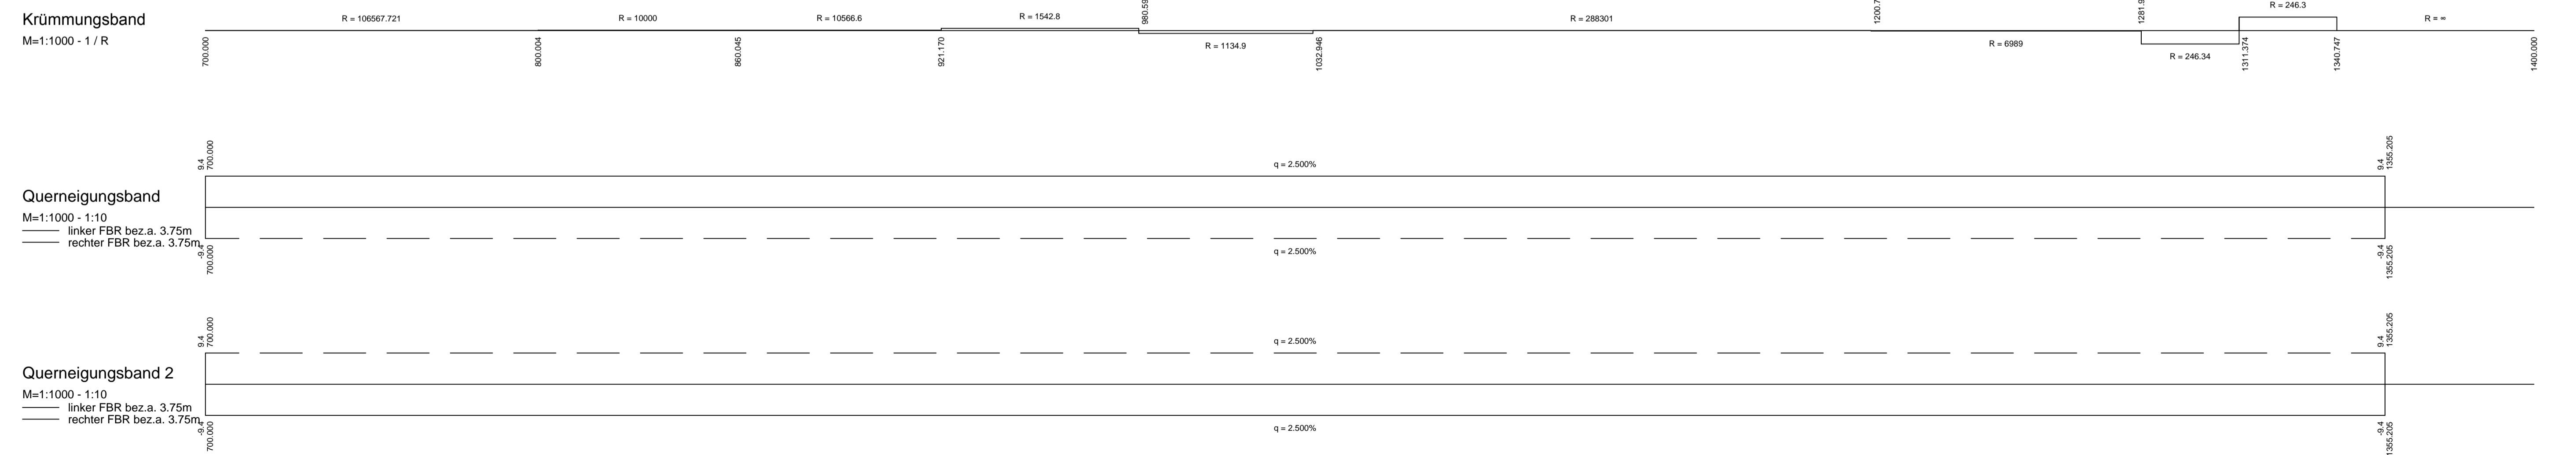 Krümmungsband
M=1:1000 - 1 / R
R = 106567.721
R = 10000
R = 10566.6
R = 1542.8
R = 1134.9
R = 288301
R = 6989
R = 246.34
R = 246.3
R = ∞
700.000
800.004
860.045
921.170
1032.946
1311.374
1340.747
1400.000
Querneigungsband
M=1:1000 - 1:10
linker FBR bez.a. 3.75m
rechter FBR bez.a. 3.75m
9.4
700.000
q = 2.500%
9.4
1355.205
-9.4
700.000
q = 2.500%
-9.4
1355.205
Querneigungsband 2
M=1:1000 - 1:10
linker FBR bez.a. 3.75m
rechter FBR bez.a. 3.75m
9.4
700.000
q = 2.500%
9.4
1355.205
-9.4
700.000
q = 2.500%
-9.4
1355.205